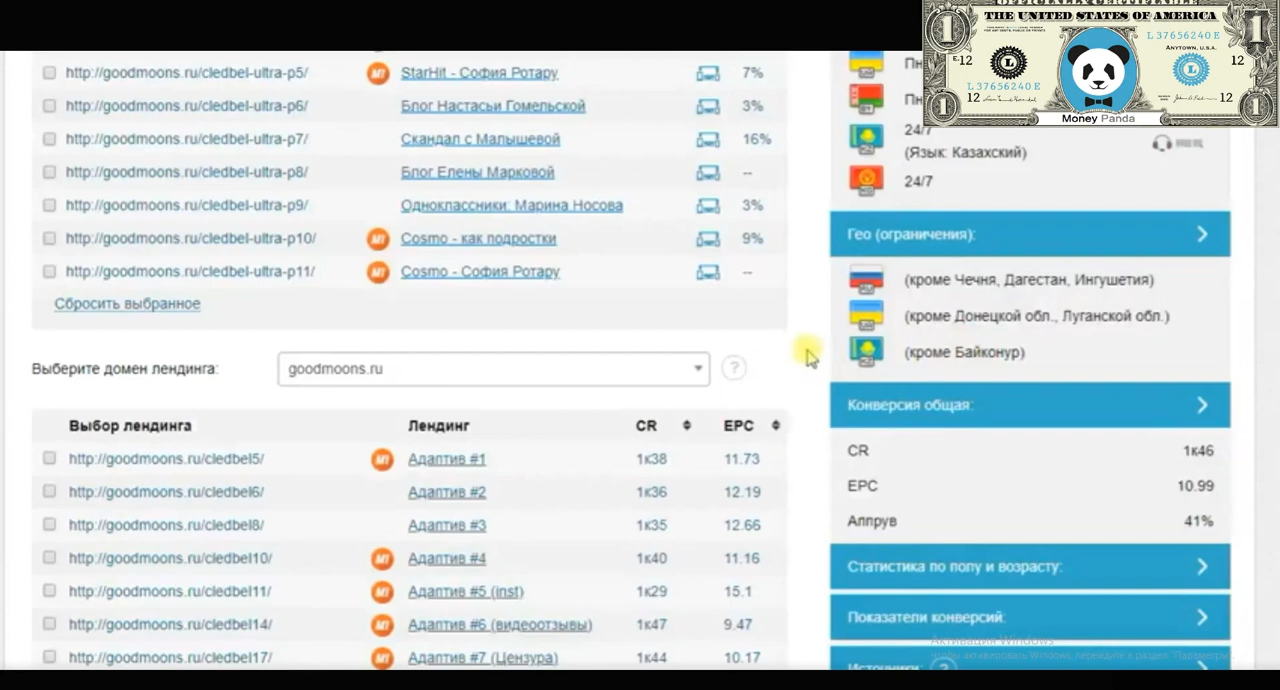 THE UNITED STATES OF AMERICA
L 37656240 E
ANYTOWN, U.S.A.
E-12
12
L 37656240 E
12
12
Money Panda
http://goodmoons.ru/cledbel-ultra-p5/ StarHit - София Ротару 7%
http://goodmoons.ru/cledbel-ultra-p6/ Блог Настасьи Гомельской 3%
http://goodmoons.ru/cledbel-ultra-p7/ Скандал с Малышевой 16%
http://goodmoons.ru/cledbel-ultra-p8/ Блог Елены Марковой --
http://goodmoons.ru/cledbel-ultra-p9/ Одноклассники: Марина Носова 3%
http://goodmoons.ru/cledbel-ultra-p10/ Cosmo - как подростки 9%
http://goodmoons.ru/cledbel-ultra-p11/ Cosmo - София Ротару --
Сбросить выбранное
Выберите домен лендинга: goodmoons.ru ?
Выбор лендинга Лендинг CR EPC
http://goodmoons.ru/cledbel5/ Адаптив #1 1к38 11.73
http://goodmoons.ru/cledbel6/ Адаптив #2 1к36 12.19
http://goodmoons.ru/cledbel8/ Адаптив #3 1к35 12.66
http://goodmoons.ru/cledbel10/ Адаптив #4 1к40 11.16
http://goodmoons.ru/cledbel11/ Адаптив #5 (inst) 1к29 15.1
http://goodmoons.ru/cledbel14/ Адаптив #6 (видеоотзывы) 1к47 9.47
http://goodmoons.ru/cledbel17/ Адаптив #7 (Цензура) 1к44 10.17
24/7
(Язык: Казахский)
24/7
Гео (ограничения):
(кроме Чечня, Дагестан, Ингушетия)
(кроме Донецкой обл., Луганской обл.)
(кроме Байконур)
Конверсия общая:
CR 1к46
EPC 10.99
Аппрув 41%
Статистика по полу и возрасту:
Показатели конверсий:
Активация Windows
Источники: ?